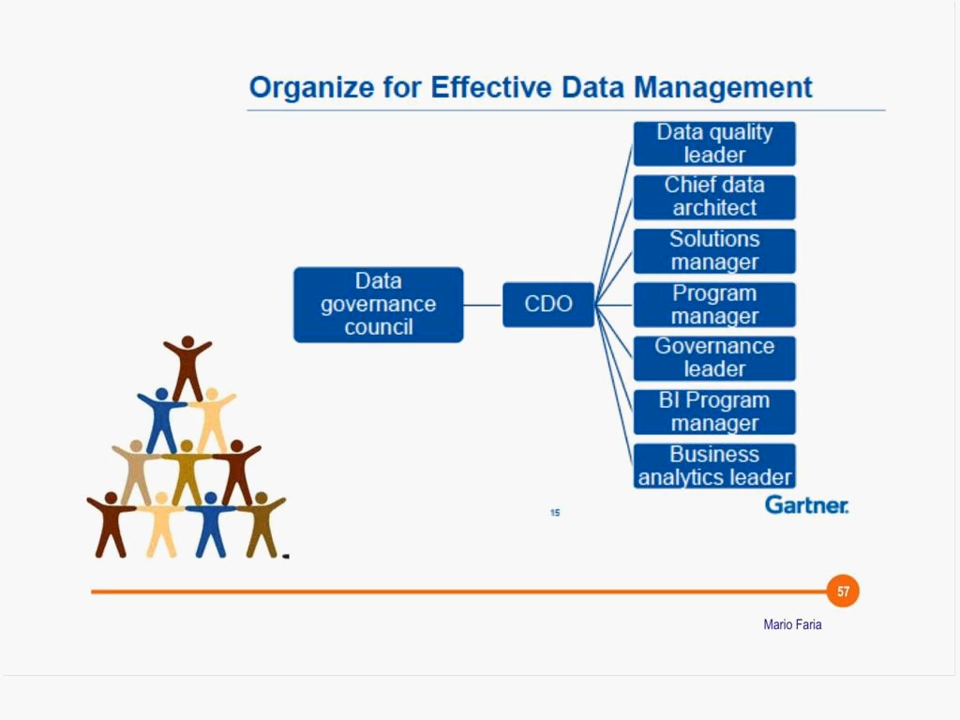 Organize for Effective Data Management
Data quality
leader
Chief data
architect
Solutions
manager
Data
governance
council
CDO
Program
manager
Governance
leader
BI Program
manager
Business
analytics leader
15
Gartner.
57
Mario Faria